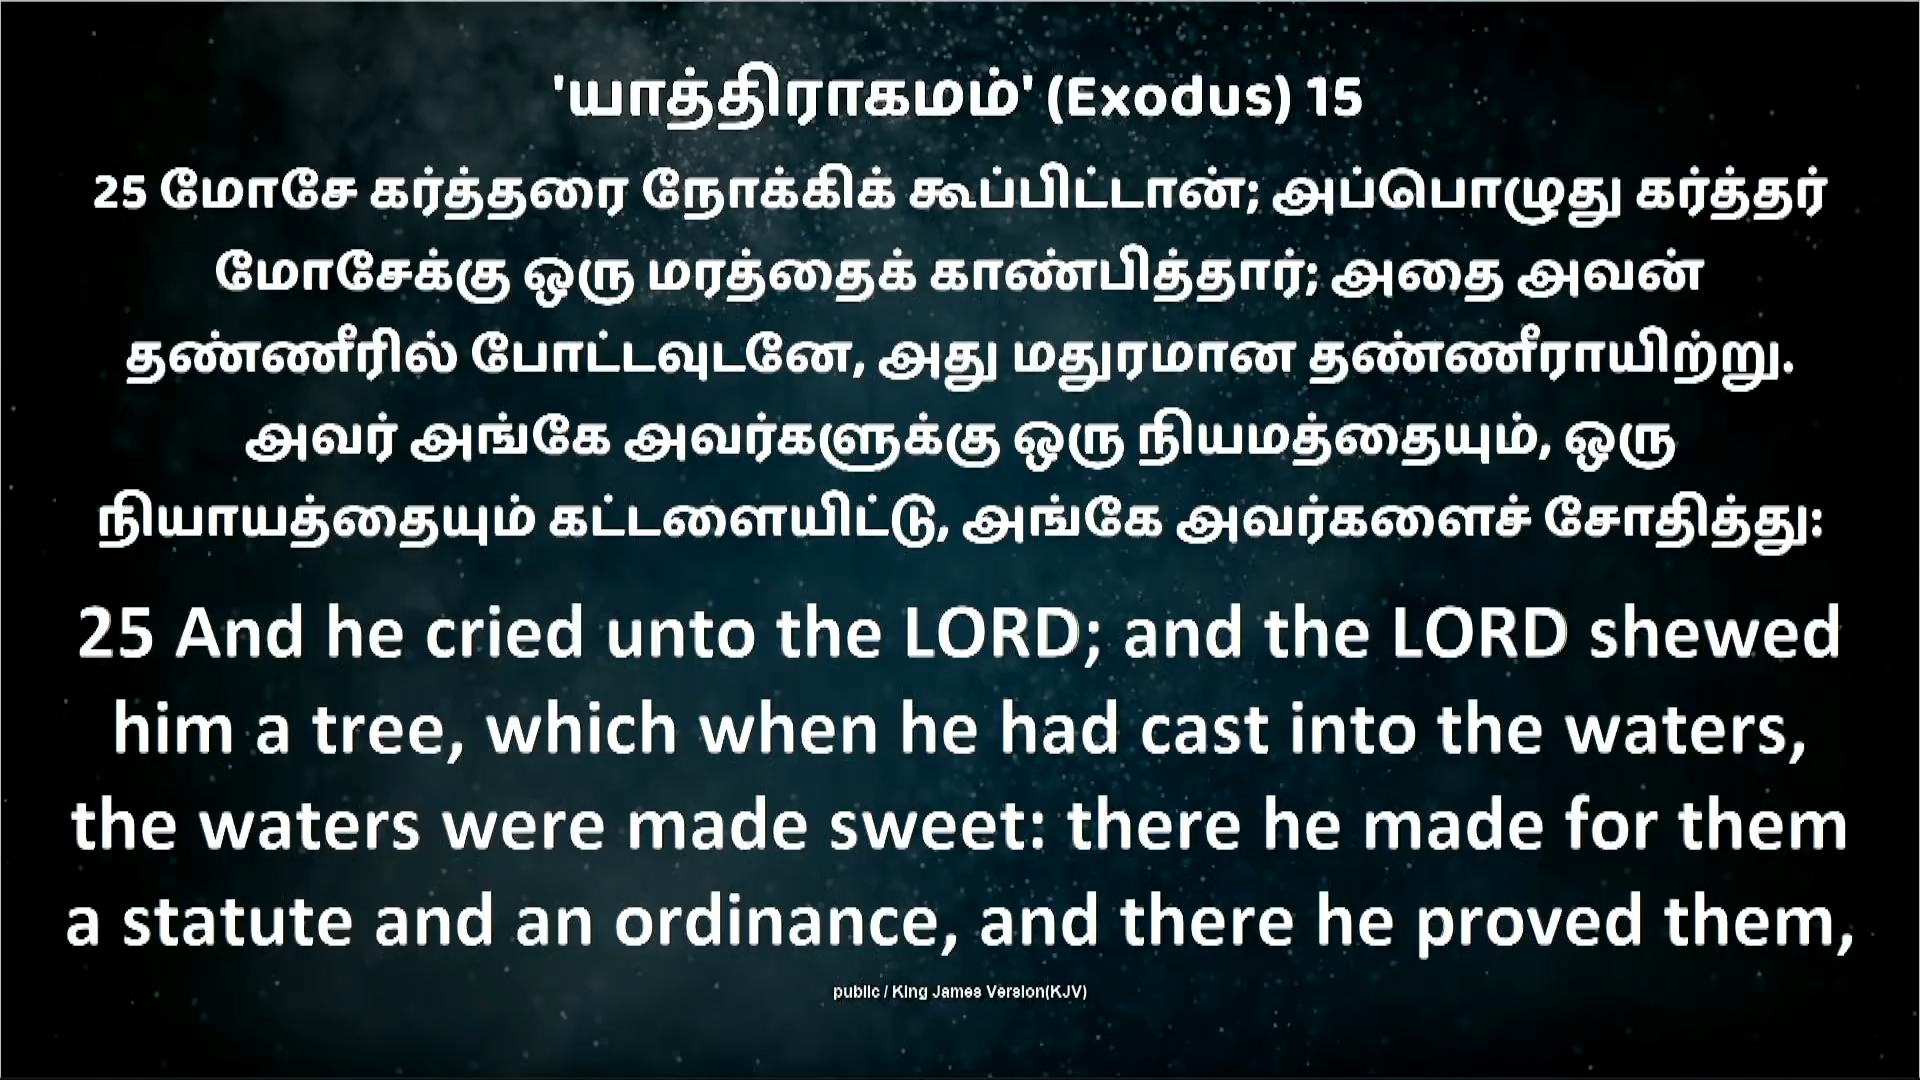 'யாத்திராகமம்' (Exodus) 15
25 மோசே கர்த்தரை நோக்கிக் கூப்பிட்டான்; அப்பொழுது கர்த்தர்
மோசேக்கு ஒரு மரத்தைக் காண்பித்தார்; அதை அவன்
தண்ணீரில் போட்டவுடனே, அது மதுரமான தண்ணீராயிற்று.
அவர் அங்கே அவர்களுக்கு ஒரு நியமத்தையும், ஒரு
நியாயத்தையும் கட்டளையிட்டு, அங்கே அவர்களைச் சோதித்து:
25 And he cried unto the LORD; and the LORD shewed
him a tree, which when he had cast into the waters,
the waters were made sweet: there he made for them
a statute and an ordinance, and there he proved them,
public / King James Version(KJV)